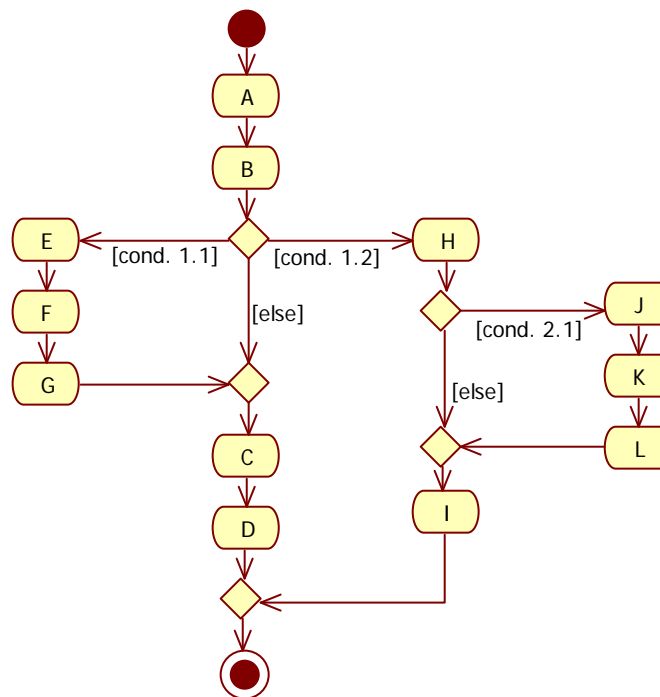 A
B
E
[cond. 1.1]
[cond. 1.2]
H
F
[else]
[cond. 2.1]
J
G
[else]
K
C
L
D
I